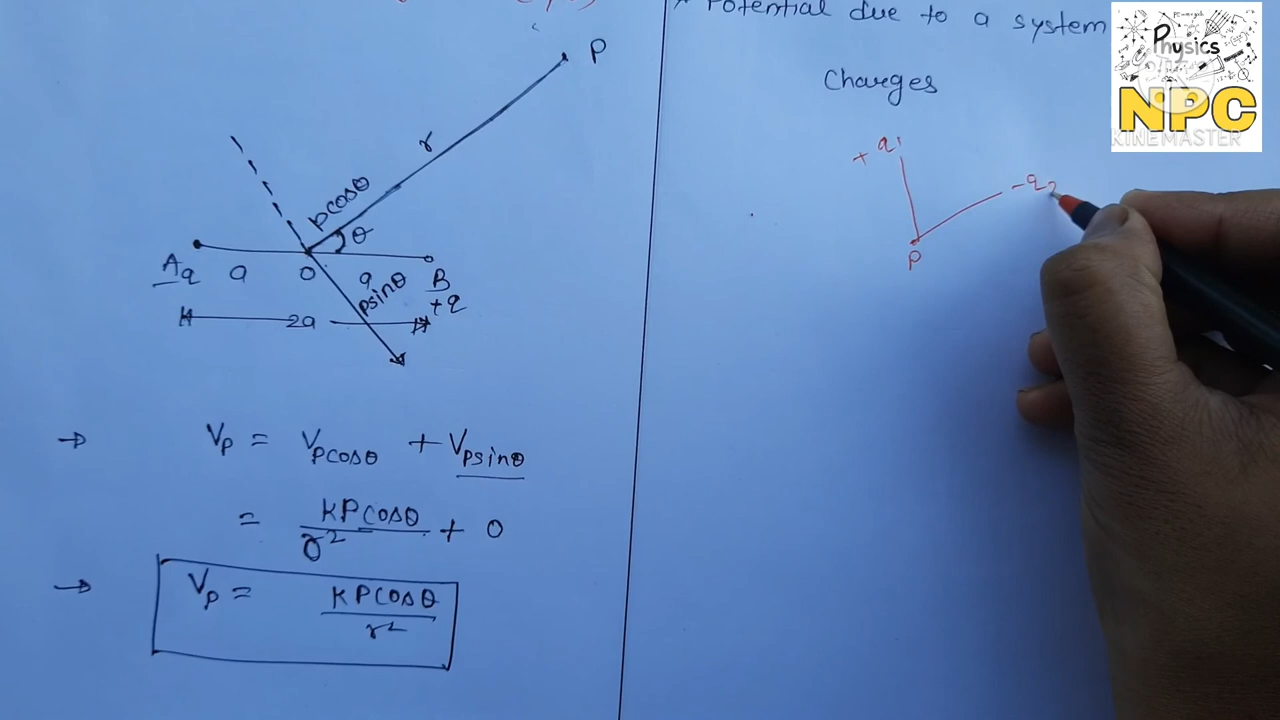 P
r
pcosθ
θ
A
q
a
O
a
psinθ
B
+q
2a
→ Vp = Vpcosθ + Vpsinθ
= KPCosθ / r² + 0
→ Vp = KPCosθ / r²
* Potential due to a system
Charges
+ q1
-q2
P
Physics
NPC
KINEMASTER